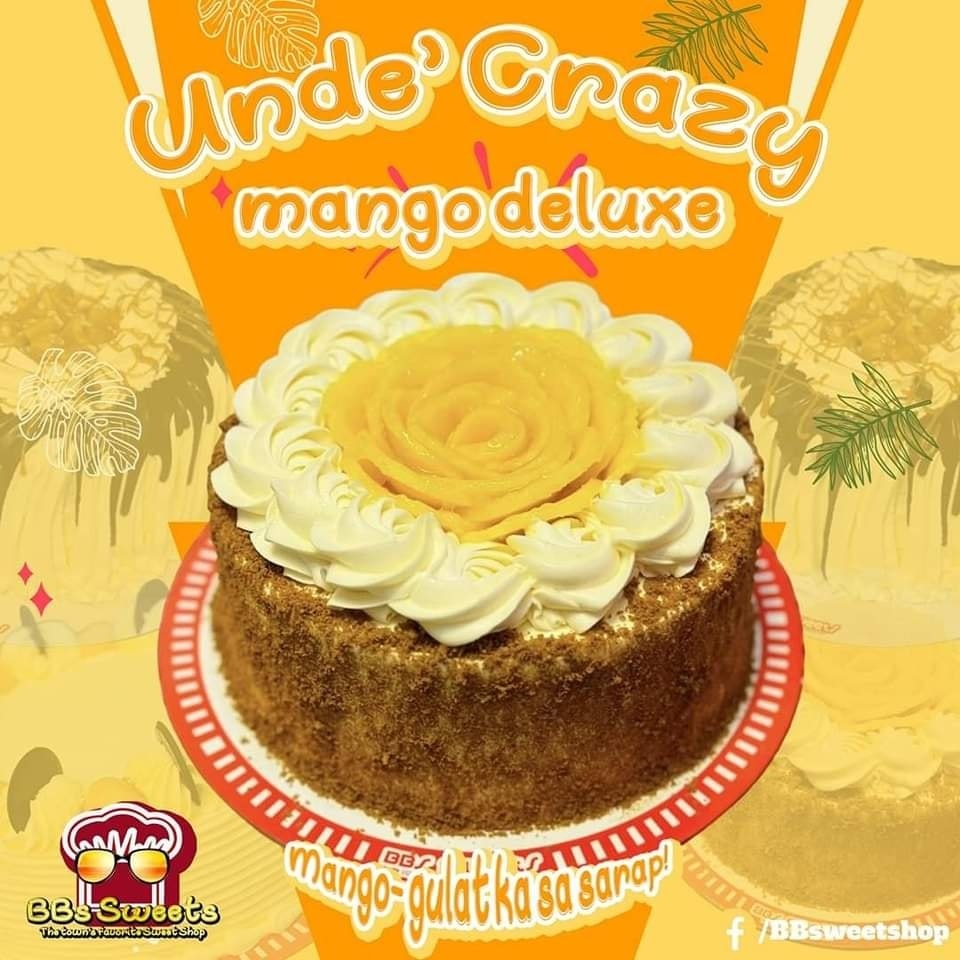 Unde' Crazy
mango deluxe
mango-gulat ka sa sarap!
BBs Sweets
The town's favorite Sweet Shop
f /BBsweetshop